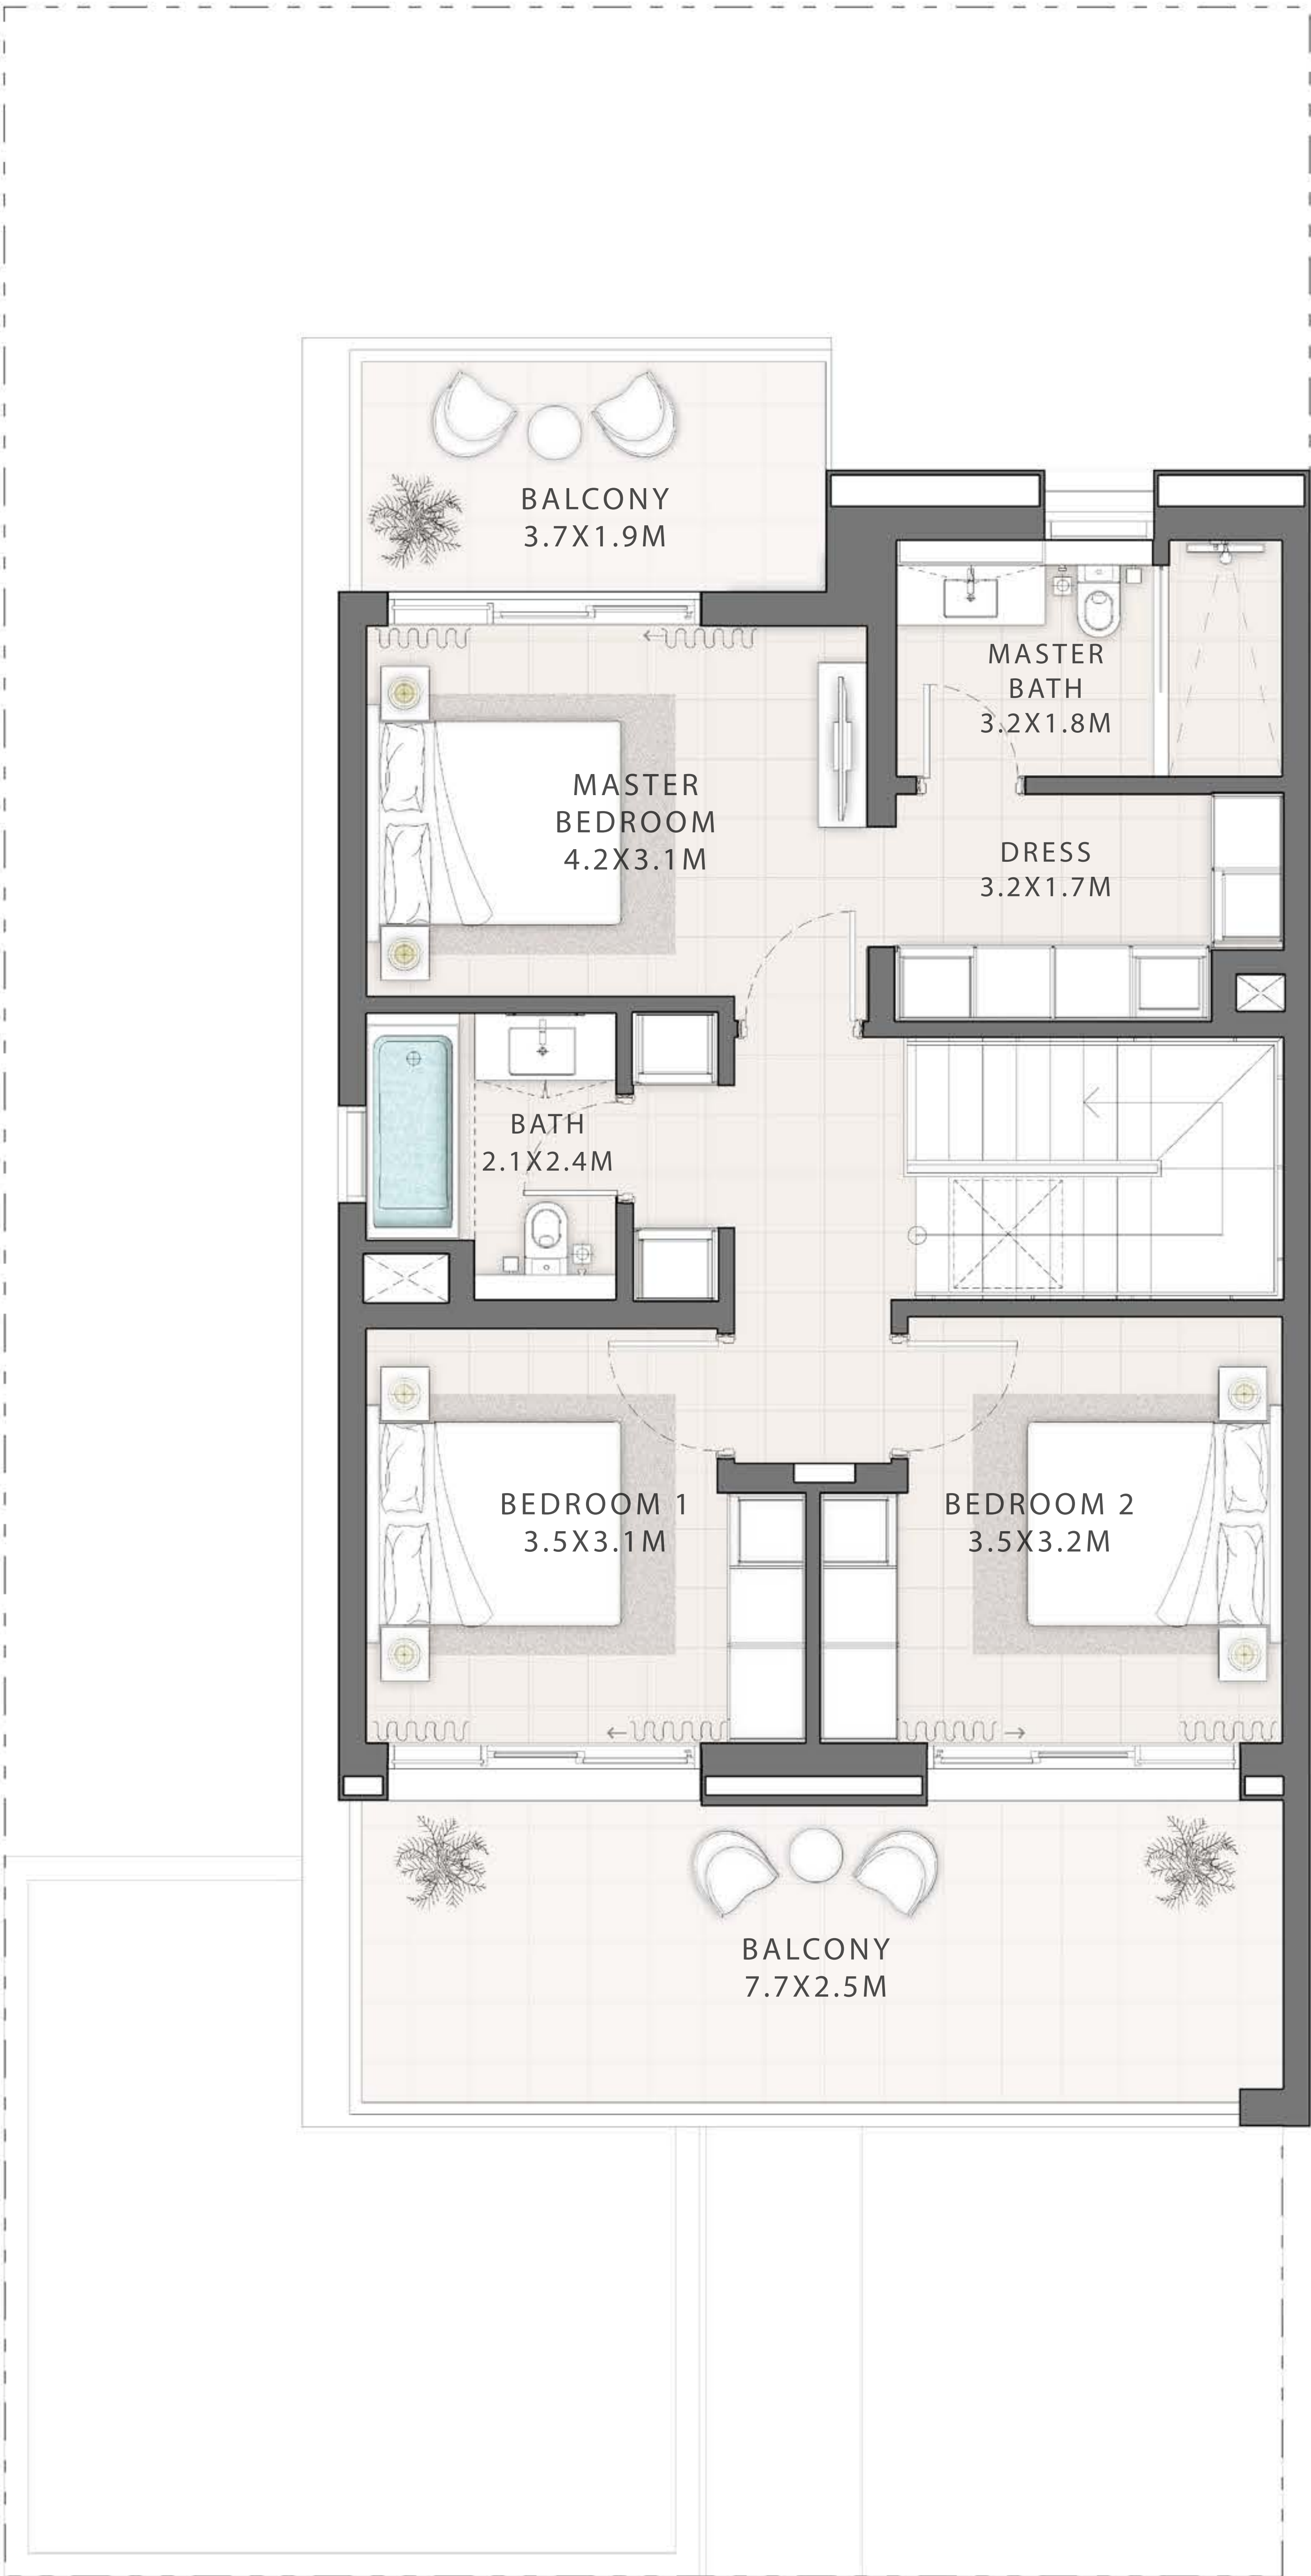 BALCONY
3.7X1.9M
MASTER
BATH
3.2X1.8M
MASTER
BEDROOM
4.2X3.1M
DRESS
3.2X1.7M
BATH
2.1X2.4M
BEDROOM 1
3.5X3.1M
BEDROOM 2
3.5X3.2M
BALCONY
7.7X2.5M